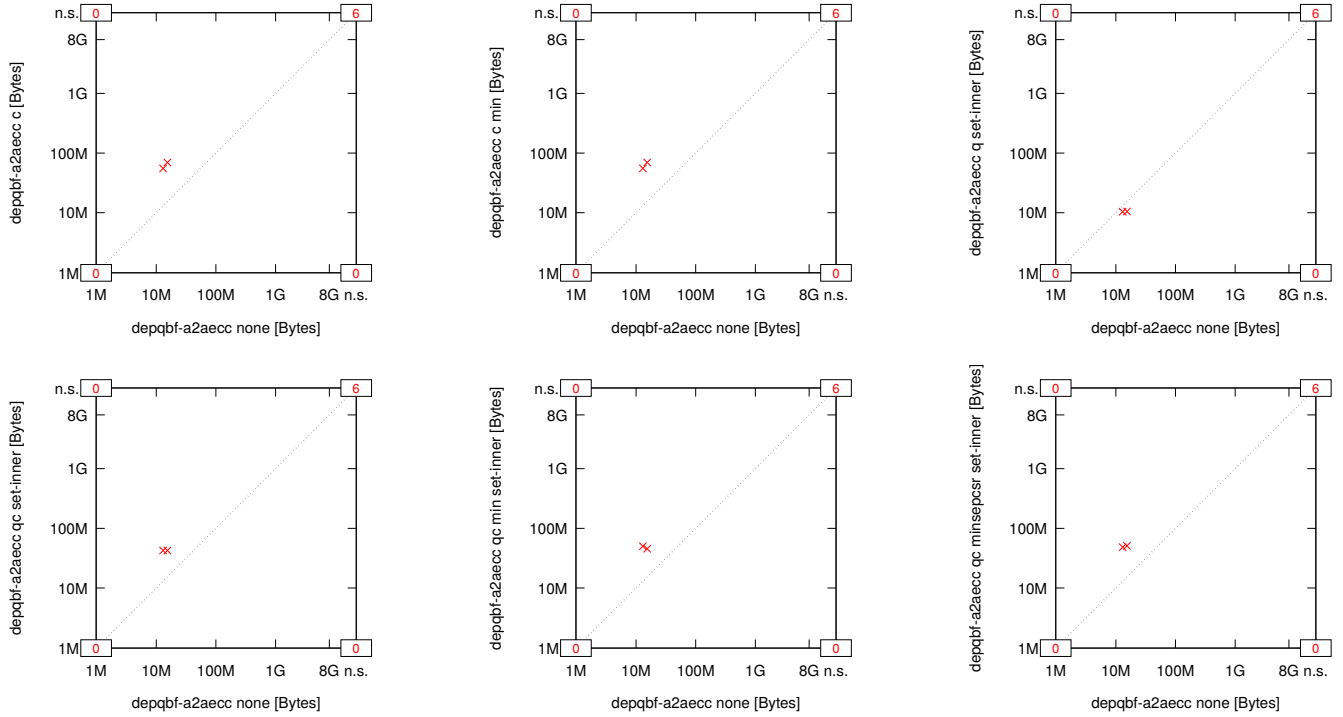 n.s. 0 6
8G
1G
100M
10M
1M 0 0
1M 10M 100M 1G 8G n.s.
depqbf-a2aecc c [Bytes]
depqbf-a2aecc none [Bytes]
n.s. 0 6
8G
1G
100M
10M
1M 0 0
1M 10M 100M 1G 8G n.s.
depqbf-a2aecc c min [Bytes]
depqbf-a2aecc none [Bytes]
n.s. 0 6
8G
1G
100M
10M
1M 0 0
1M 10M 100M 1G 8G n.s.
depqbf-a2aecc q set-inner [Bytes]
depqbf-a2aecc none [Bytes]
n.s. 0 6
8G
1G
100M
10M
1M 0 0
1M 10M 100M 1G 8G n.s.
depqbf-a2aecc qc set-inner [Bytes]
depqbf-a2aecc none [Bytes]
n.s. 0 6
8G
1G
100M
10M
1M 0 0
1M 10M 100M 1G 8G n.s.
depqbf-a2aecc qc min set-inner [Bytes]
depqbf-a2aecc none [Bytes]
n.s. 0 6
8G
1G
100M
10M
1M 0 0
1M 10M 100M 1G 8G n.s.
depqbf-a2aecc qc minsepcsr set-inner [Bytes]
depqbf-a2aecc none [Bytes]